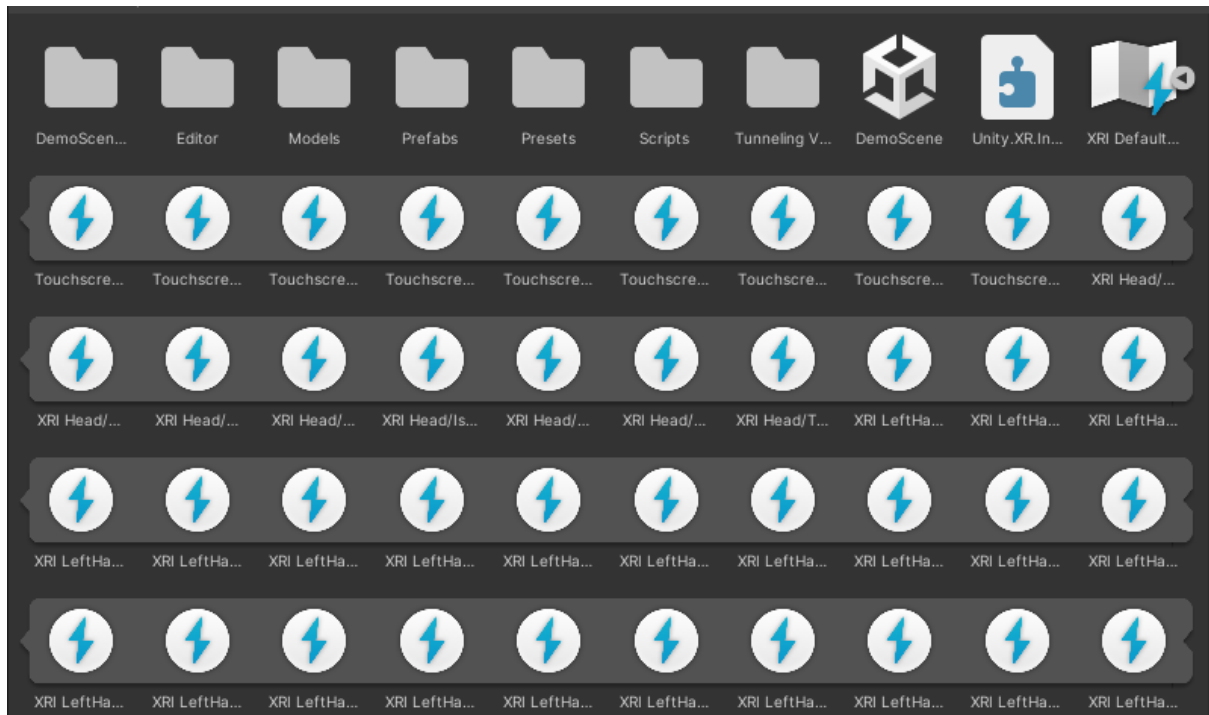 DemoScen... Editor Models Prefabs Presets Scripts Tunneling V... DemoScene Unity.XR.In... XRI Default...
Touchscre... Touchscre... Touchscre... Touchscre... Touchscre... Touchscre... Touchscre... Touchscre... Touchscre... XRI Head/...
XRI Head/... XRI Head/... XRI Head/... XRI Head/Is... XRI Head/... XRI Head/... XRI Head/T... XRI LeftHa... XRI LeftHa... XRI LeftHa...
XRI LeftHa... XRI LeftHa... XRI LeftHa... XRI LeftHa... XRI LeftHa... XRI LeftHa... XRI LeftHa... XRI LeftHa... XRI LeftHa... XRI LeftHa...
XRI LeftHa... XRI LeftHa... XRI LeftHa... XRI LeftHa... XRI LeftHa... XRI LeftHa... XRI LeftHa... XRI LeftHa... XRI LeftHa... XRI LeftHa...